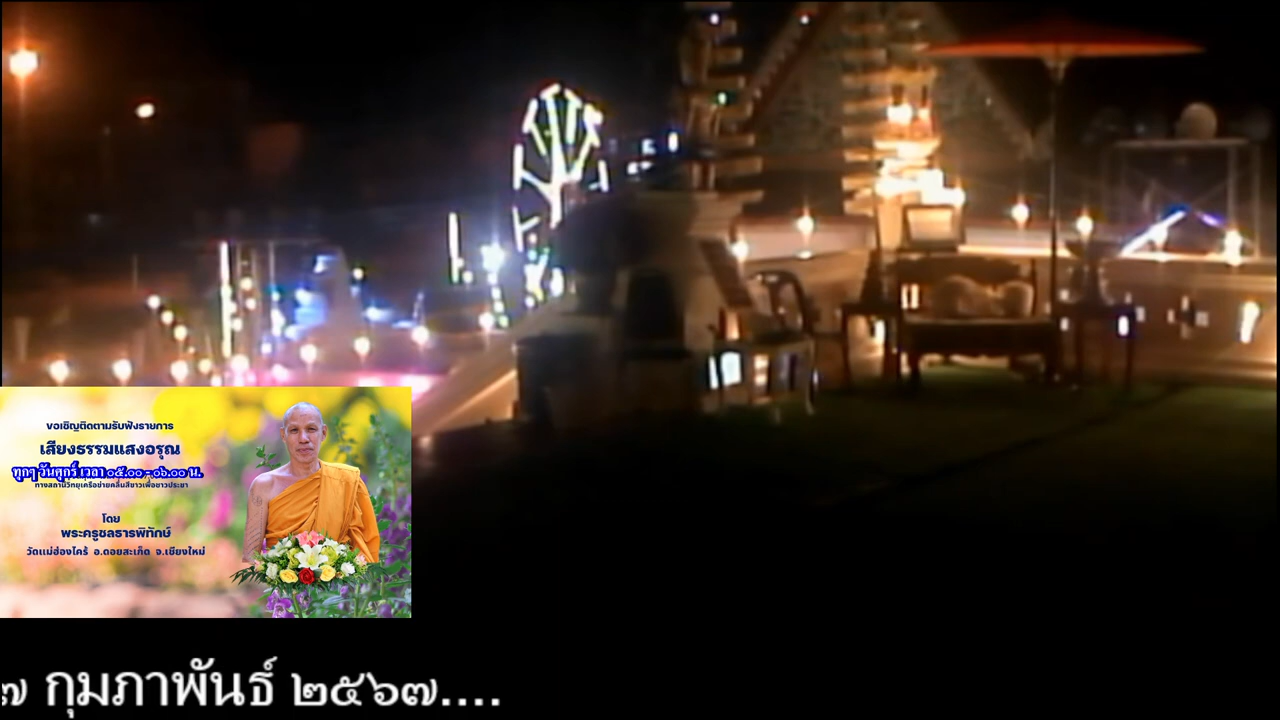 ขอเชิญติดตามรับฟังรายการ
เสียงธรรมแสงอรุณ
ทุกๆ วันศุกร์ เวลา ๐๕.๐๐ - ๐๖.๐๐ น.
ทางสถานีวิทยุเครือข่ายคลื่นสีขาวเพื่อชาวประชา
โดย
พระครูชลธารพิทักษ์
วัดแม่ฮ่องไคร้ อ.ดอยสะเก็ด จ.เชียงใหม่
๗ กุมภาพันธ์ ๒๕๖๗....